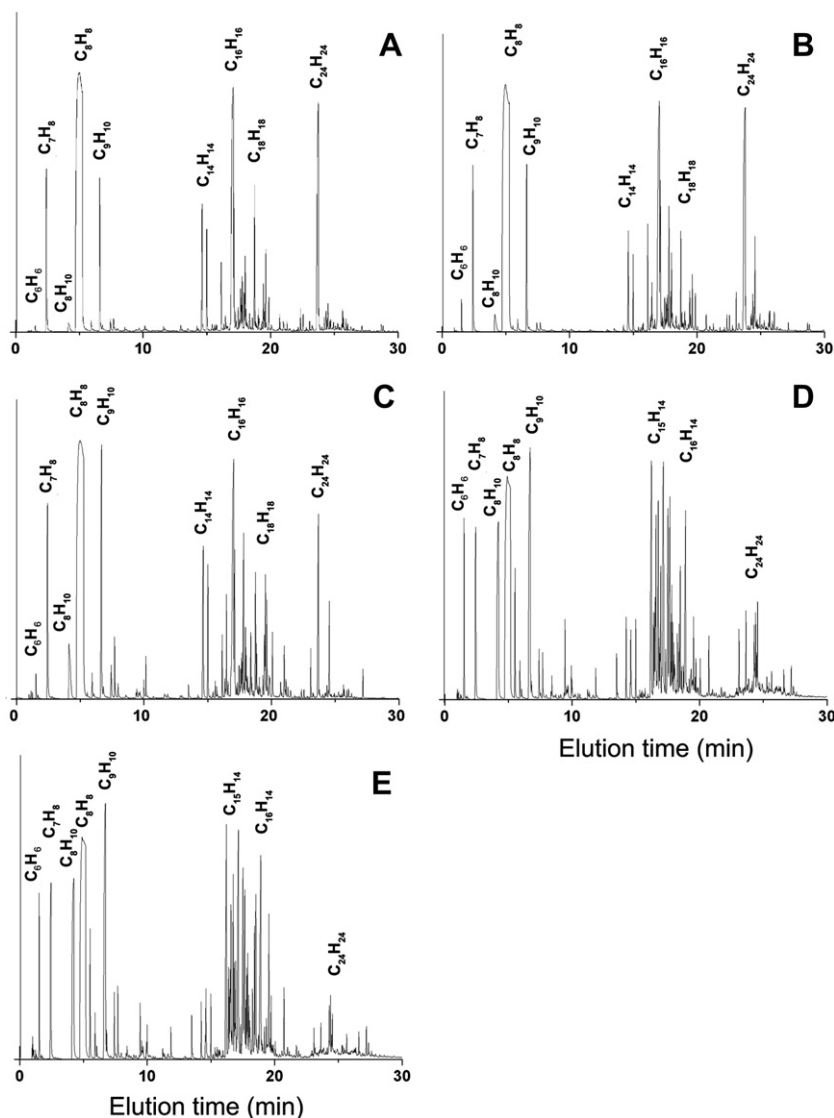 A
C₆H₆
C₇H₈
C₈H₁₀
C₈H₈
C₉H₁₀
C₁₄H₁₄
C₁₆H₁₆
C₁₈H₁₈
C₂₄H₂₄
0 10 20 30
B
C₆H₆
C₇H₈
C₈H₁₀
C₈H₈
C₉H₁₀
C₁₄H₁₄
C₁₆H₁₆
C₁₈H₁₈
C₂₄H₂₄
0 10 20 30
C
C₆H₆
C₇H₈
C₈H₁₀
C₈H₈
C₉H₁₀
C₁₄H₁₄
C₁₆H₁₆
C₁₈H₁₈
C₂₄H₂₄
0 10 20 30
D
C₆H₆
C₇H₈
C₈H₁₀
C₈H₈
C₉H₁₀
C₁₅H₁₄
C₁₆H₁₄
C₂₄H₂₄
0 10 20 30
Elution time (min)
E
C₆H₆
C₇H₈
C₈H₁₀
C₈H₈
C₉H₁₀
C₁₅H₁₄
C₁₆H₁₄
C₂₄H₂₄
0 10 20 30
Elution time (min)